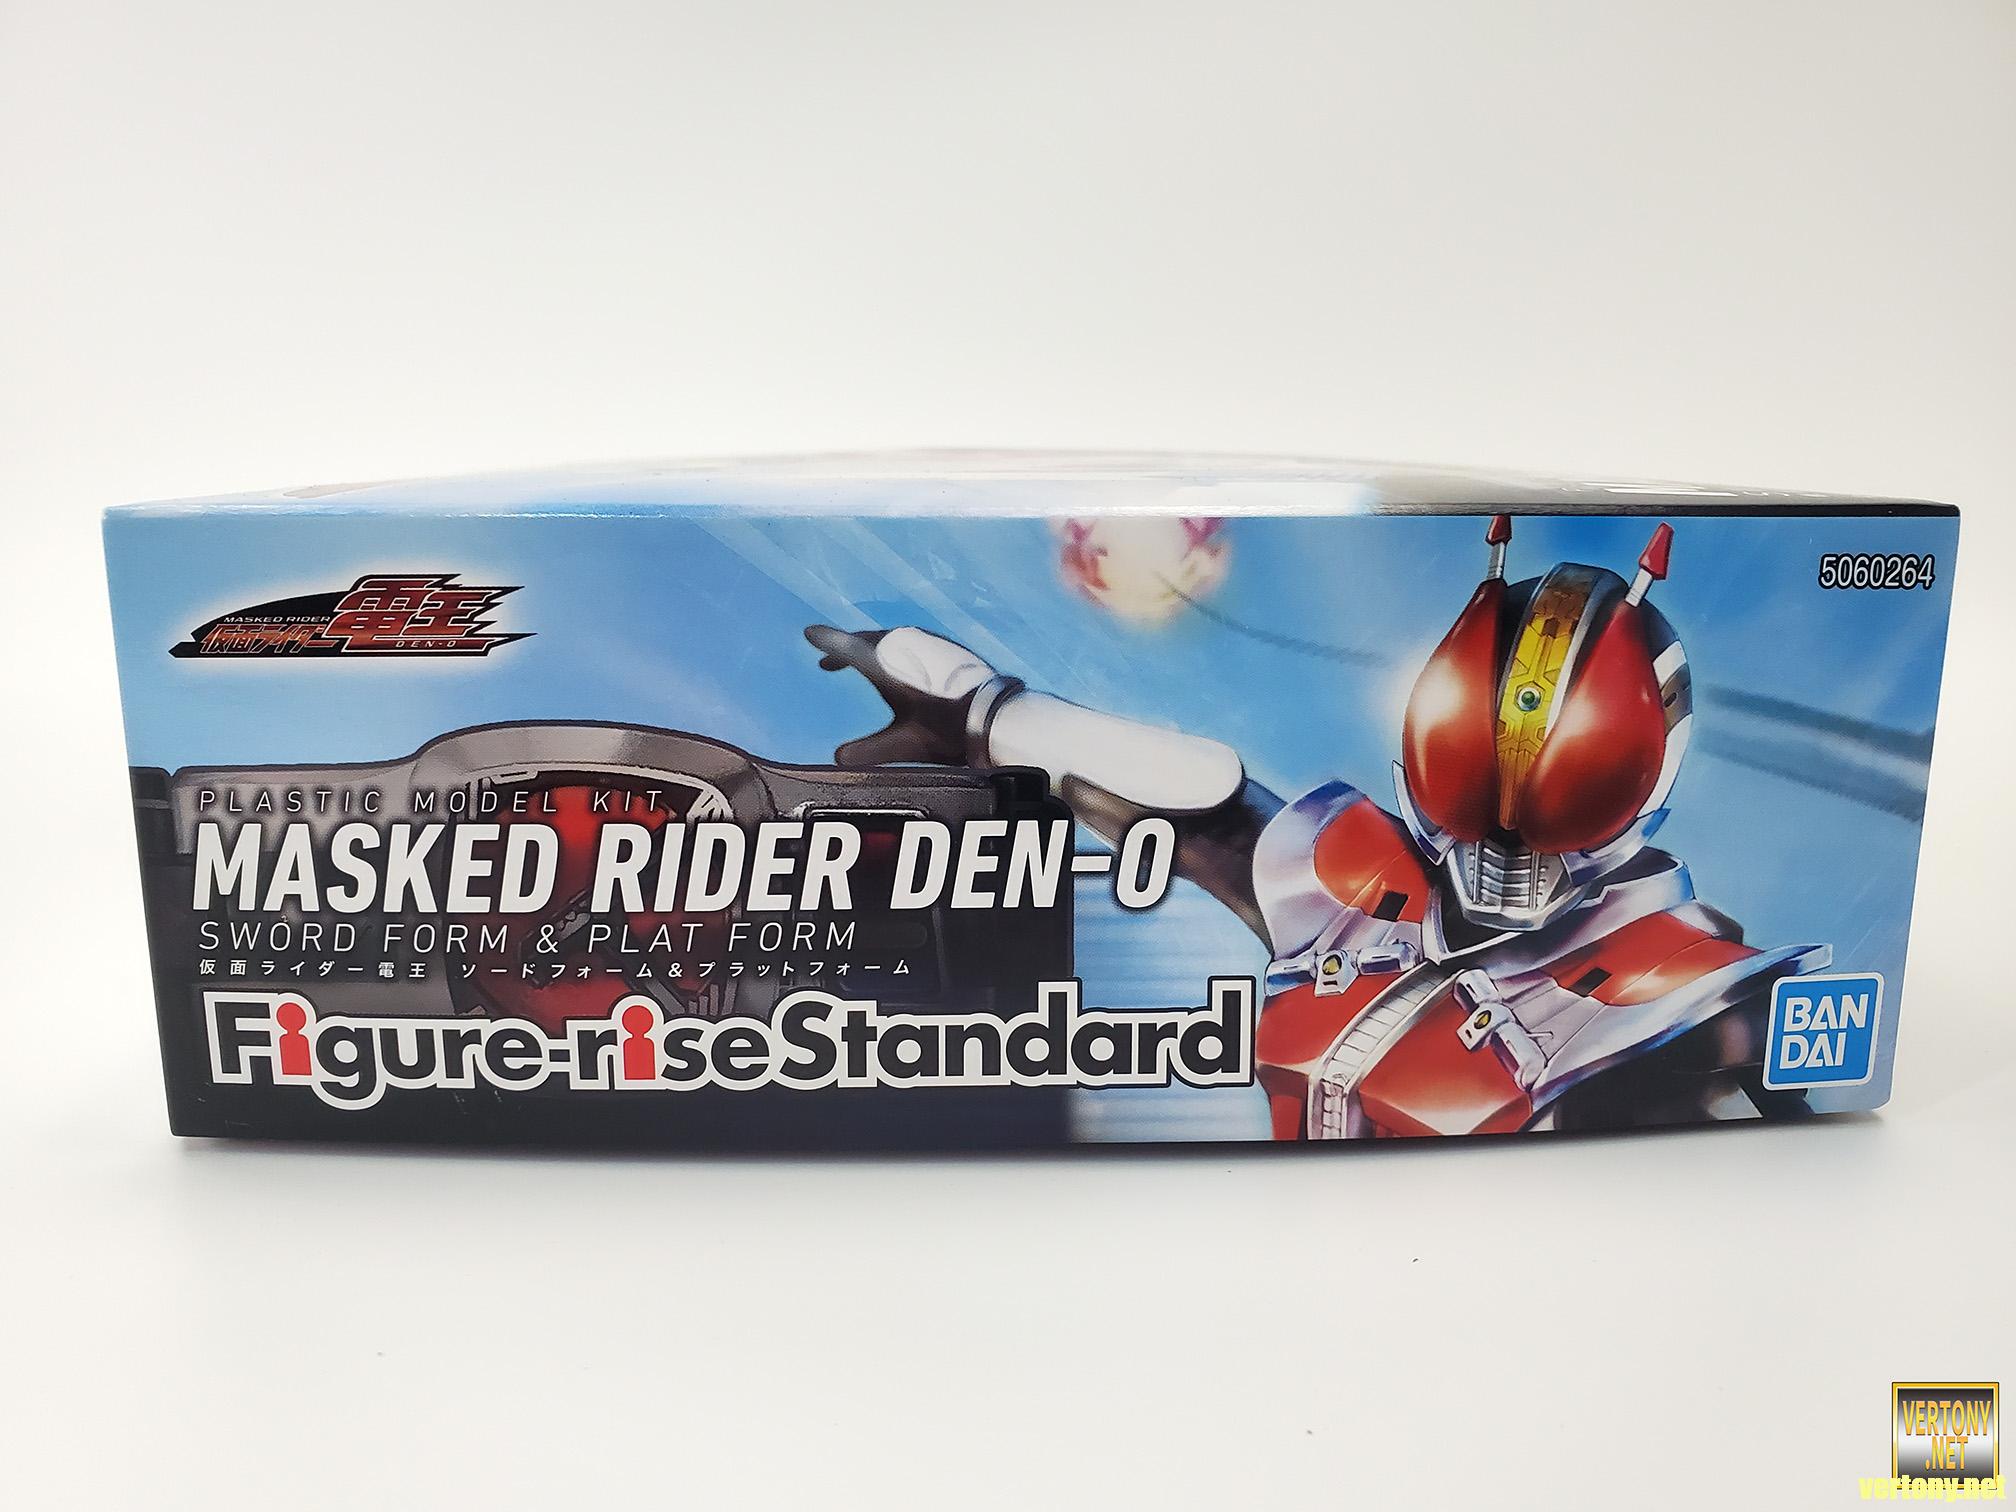 5060264
MASKED RIDER
仮面ライダー電王
DEN-O
PLASTIC MODEL KIT
MASKED RIDER DEN-O
SWORD FORM & PLAT FORM
仮面ライダー電王 ソードフォーム&プラットフォーム
Figure-riseStandard
BAN
DAI
VERTONY
.NET
vertony.net